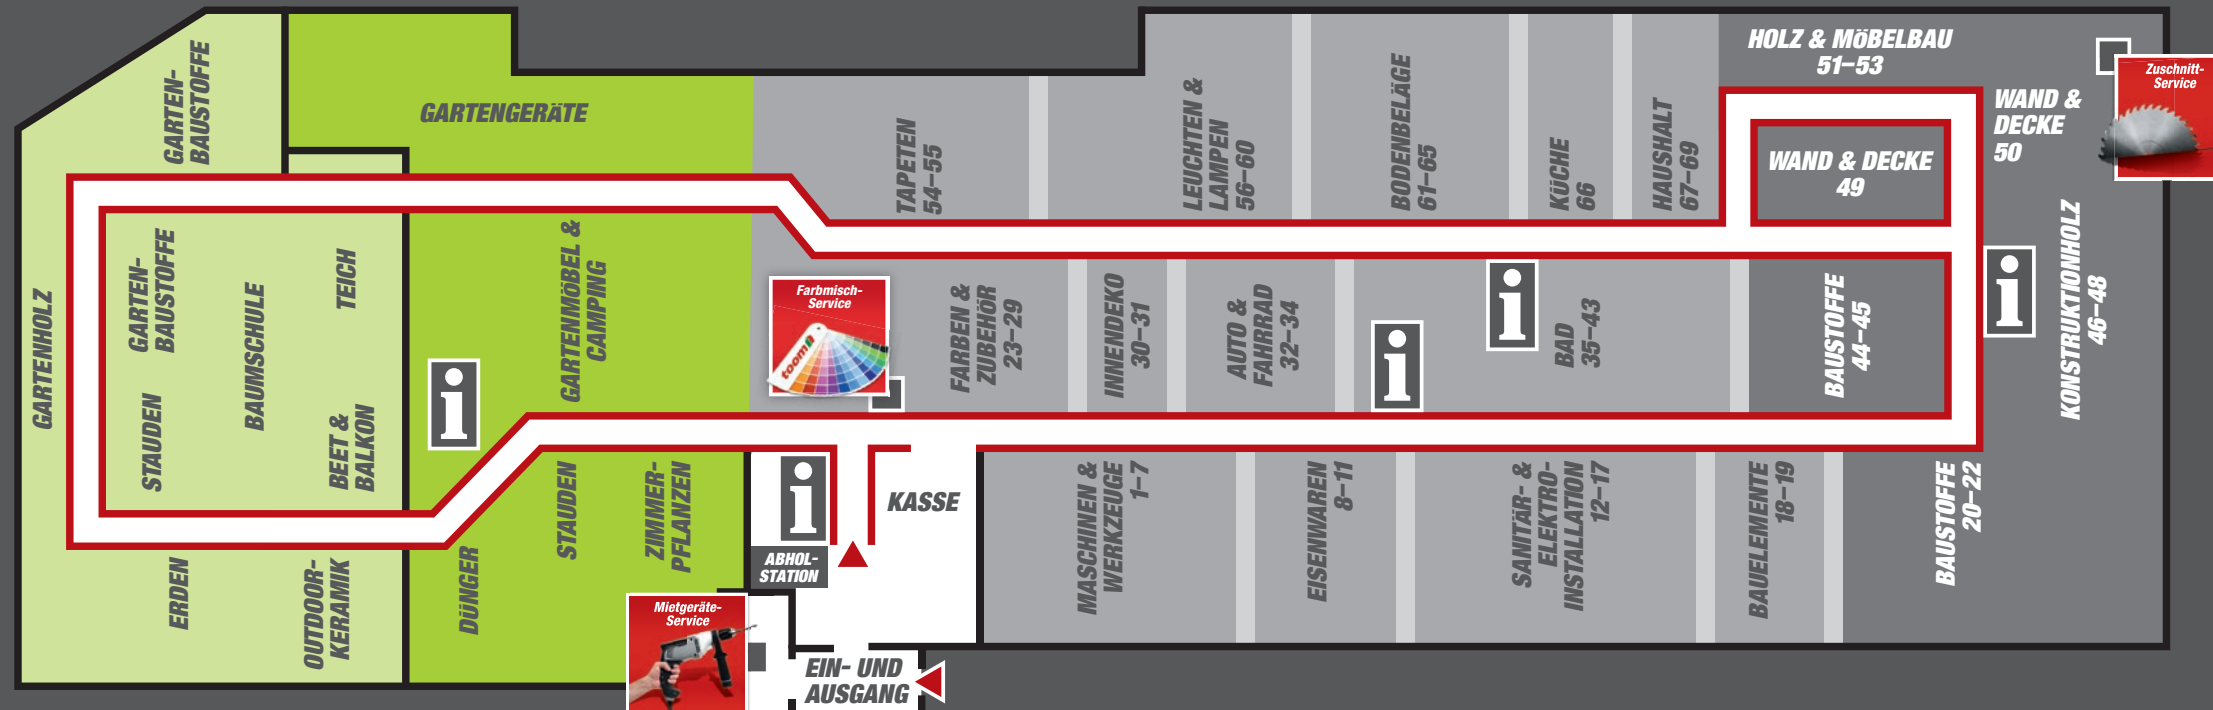 GARTEN-
BAUSTOFFE
GARTENGERÄTE
TAPETEN
54–55
LEUCHTEN &
LAMPEN
56–60
BODENBELÄGE
61–65
KÜCHE
66
HAUSHALT
67–69
HOLZ & MÖBELBAU
51–53
WAND & DECKE
49
WAND &
DECKE
50
Zuschnitt-
Service
GARTENHOLZ
GARTEN-
BAUSTOFFE
STAUDEN
BAUMSCHULE
TEICH
BEET &
BALKON
i
GARTENMÖBEL &
CAMPING
Farbmisch-
Service
toom
FARBEN &
ZUBEHÖR
23–29
INNENDEKO
30–31
AUTO &
FAHRRAD
32–34
i
i
BAD
35–43
BAUSTOFFE
44–45
i
KONSTRUKTIONHOLZ
46–48
ERDEN
OUTDOOR-
KERAMIK
DÜNGER
STAUDEN
ZIMMER-
PFLANZEN
i
ABHOL-
STATION
KASSE
Mietgeräte-
Service
EIN- UND
AUSGANG
MASCHINEN &
WERKZEUGE
1–7
EISENWAREN
8–11
SANITÄR- &
ELEKTRO-
INSTALLATION
12–17
BAUELEMENTE
18–19
BAUSTOFFE
20–22